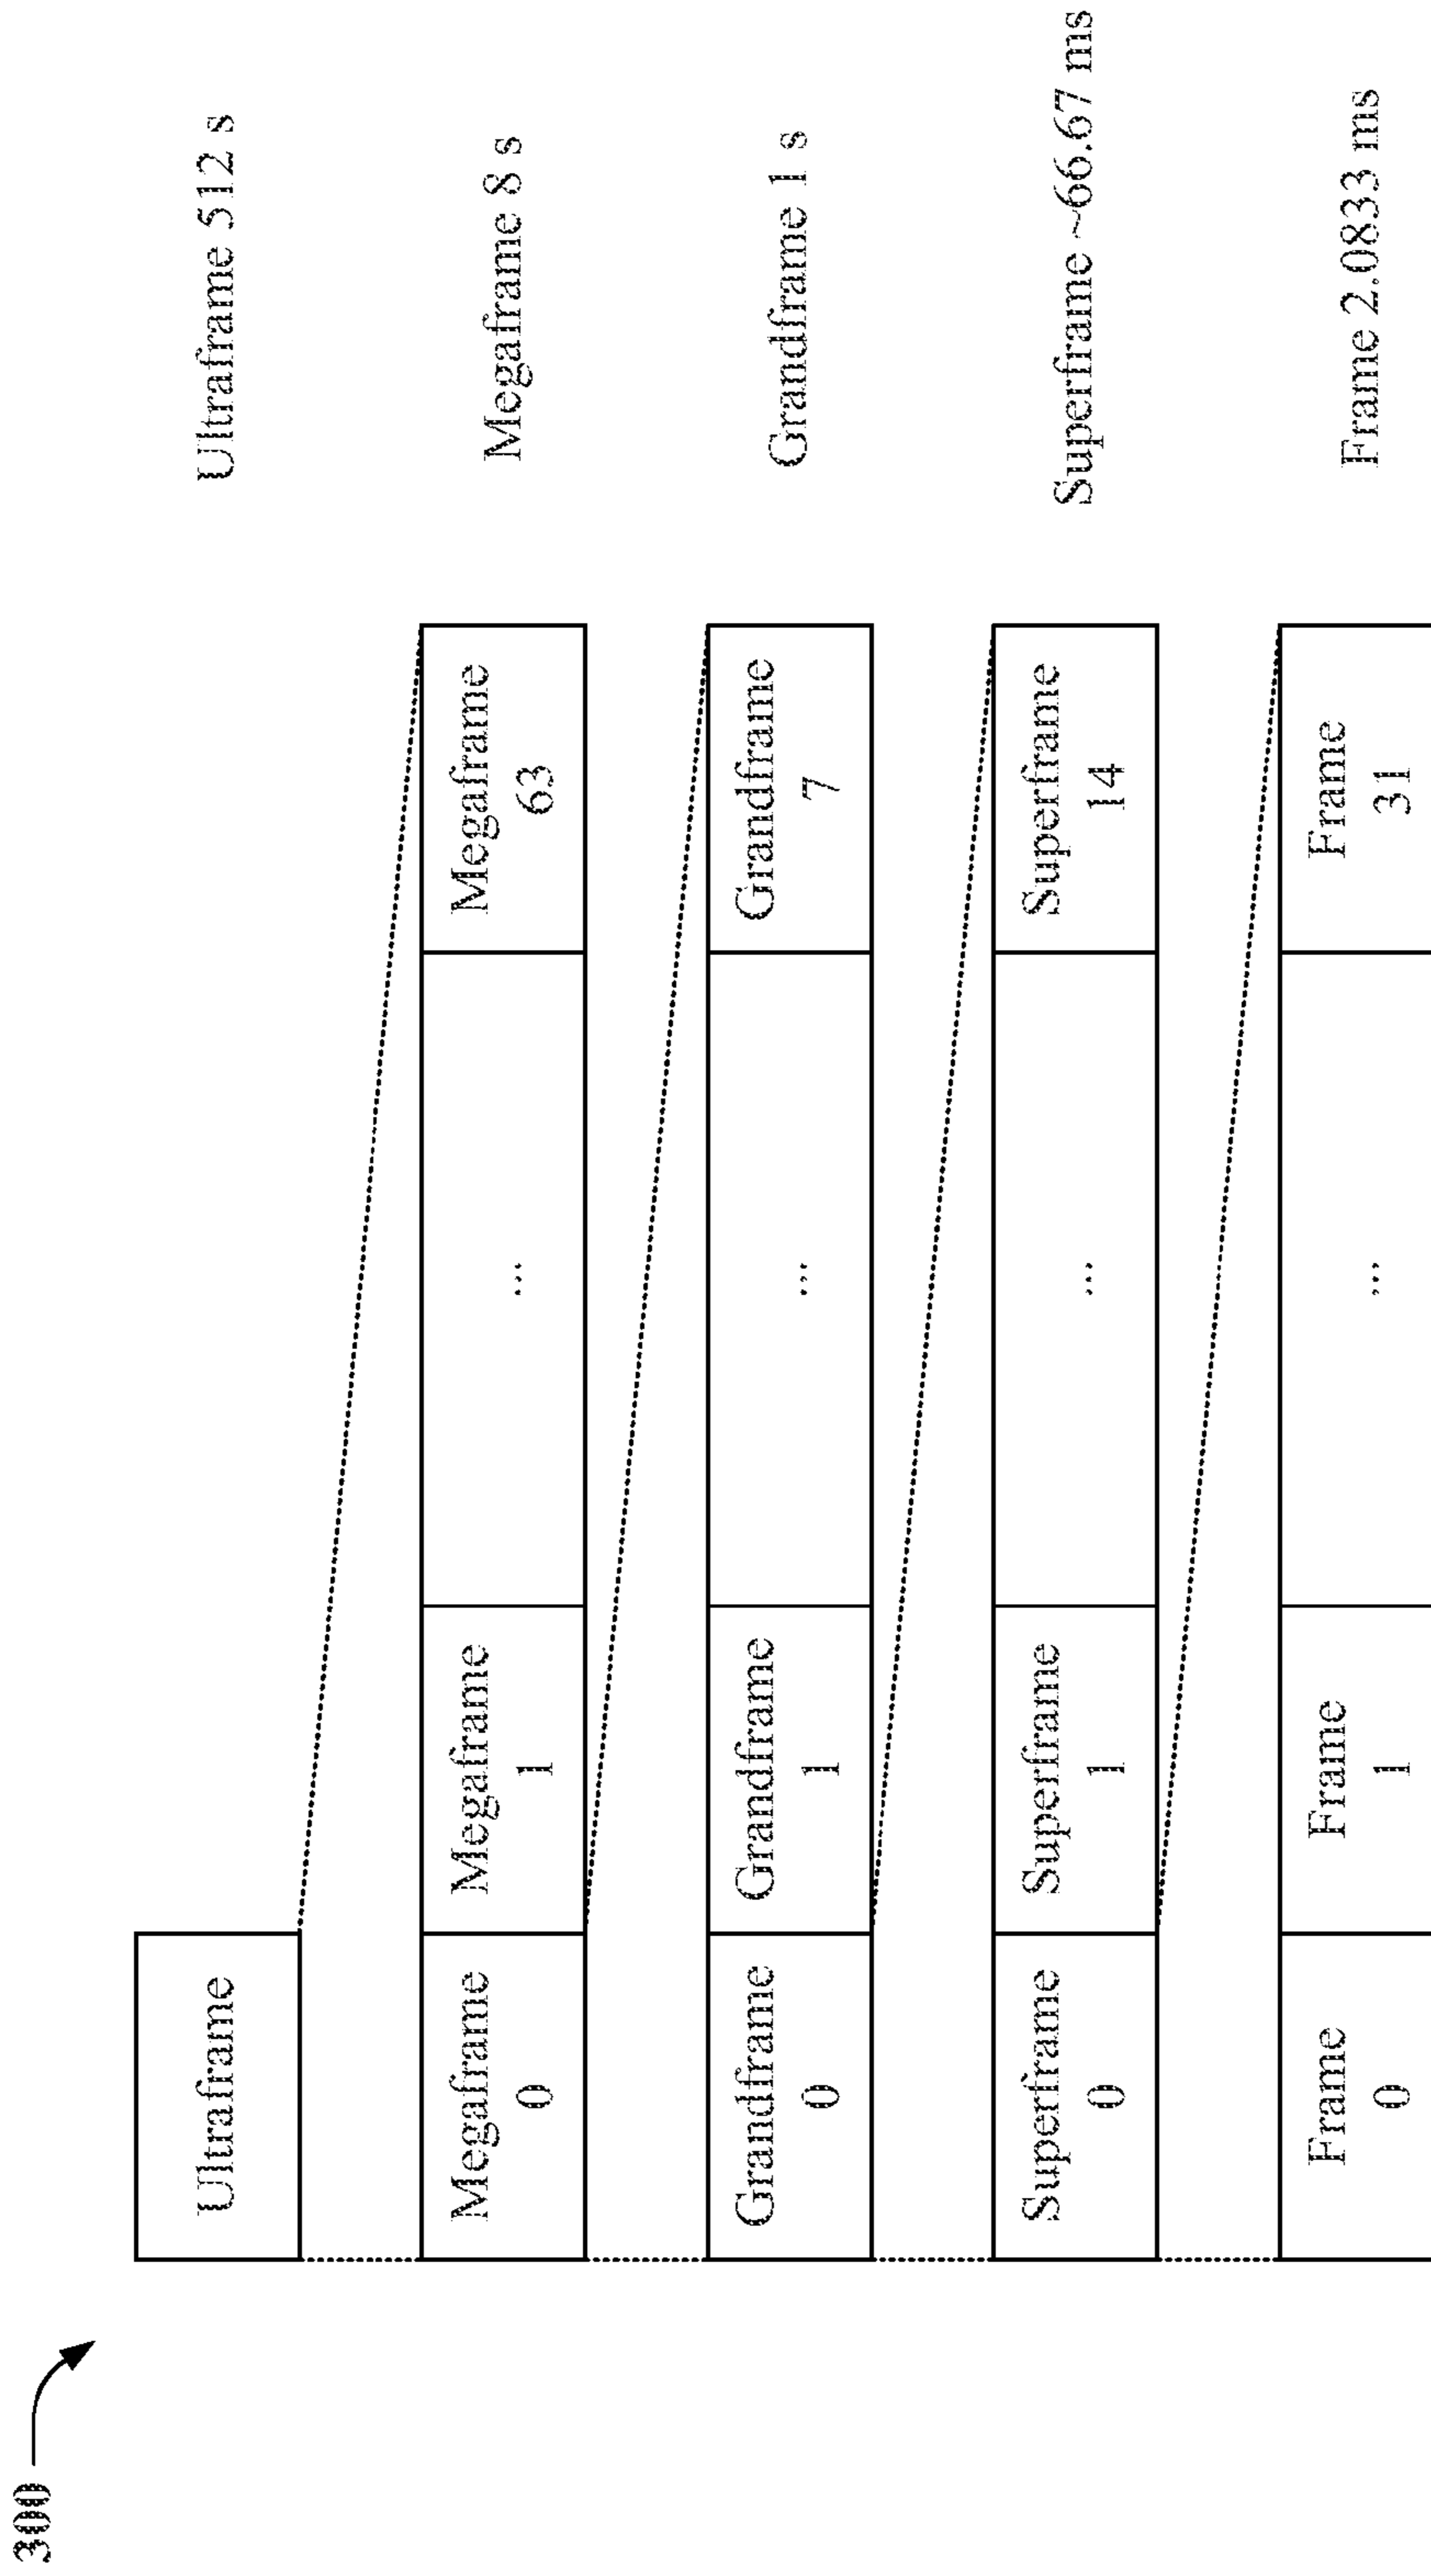 300
Ultraframe
Ultraframe 512 s
Megaframe
0
Megaframe
1
...
Megaframe
63
Megaframe 8 s
Grandframe
0
Grandframe
1
...
Grandframe
7
Grandframe 1 s
Superframe
0
Superframe
1
...
Superframe
14
Superframe ~66.67 ms
Frame
0
Frame
1
...
Frame
31
Frame 2.0833 ms